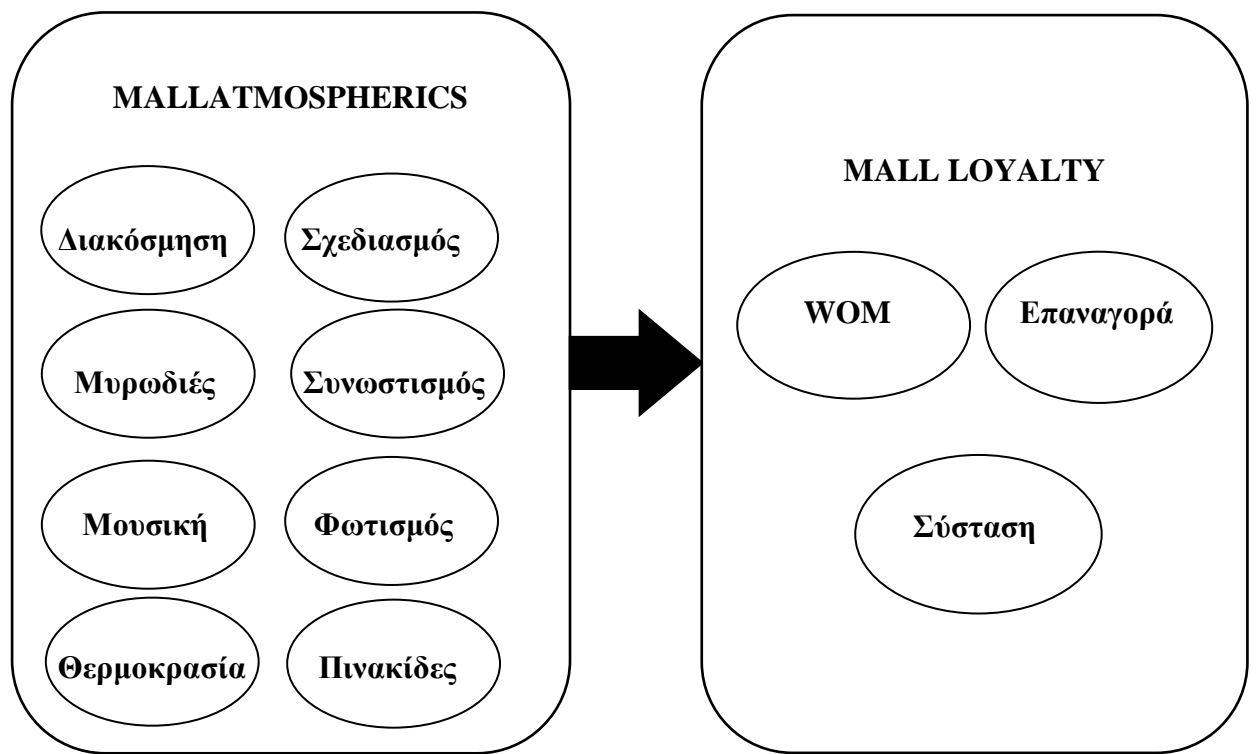 MALLATMOSPHERICS
Διακόσμηση
Σχεδιασμός
Μυρωδιές
Συνωστισμός
Μουσική
Φωτισμός
Θερμοκρασία
Πινακίδες
MALL LOYALTY
WOM
Επαναγορά
Σύσταση